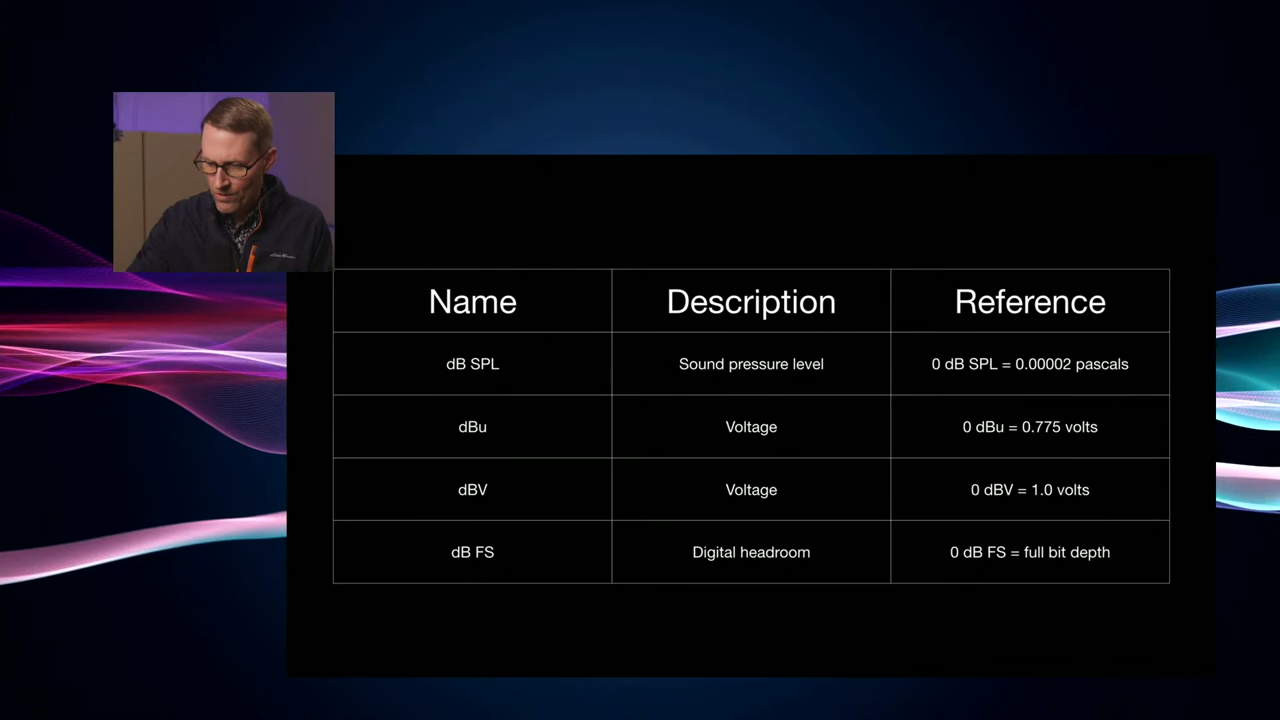 Name Description Reference
dB SPL Sound pressure level 0 dB SPL = 0.00002 pascals
dBu Voltage 0 dBu = 0.775 volts
dBV Voltage 0 dBV = 1.0 volts
dB FS Digital headroom 0 dB FS = full bit depth